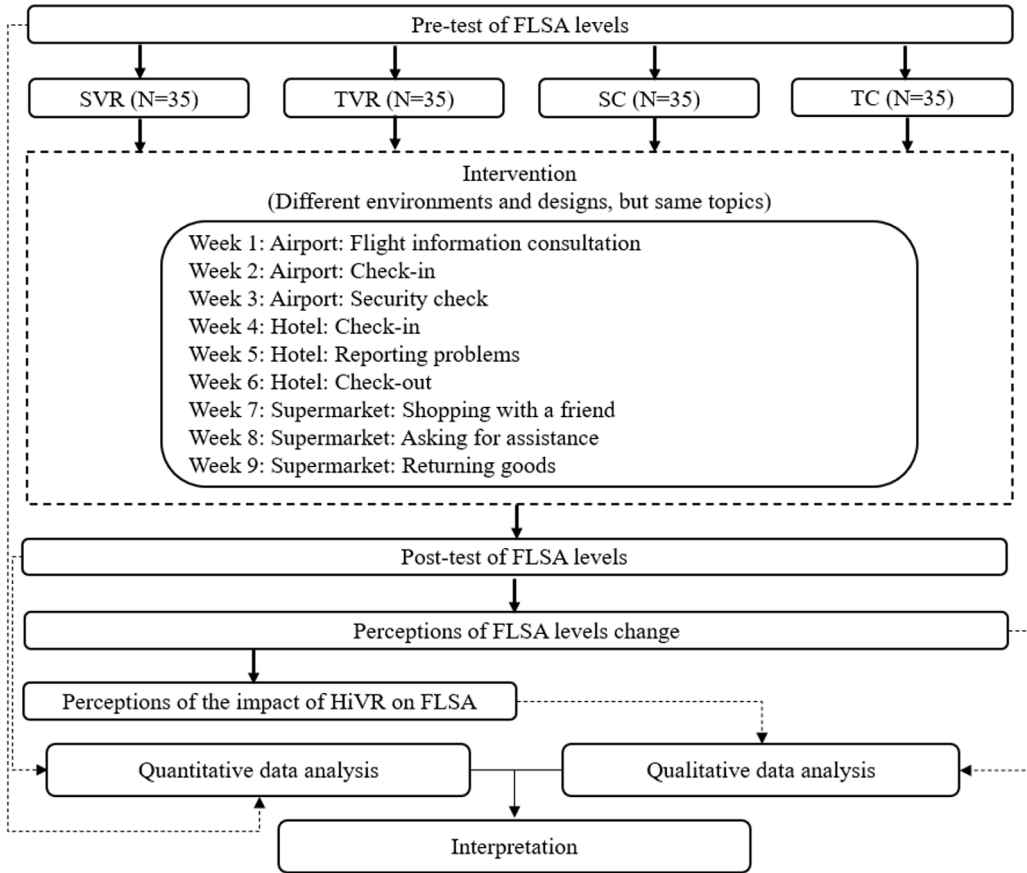 Pre-test of FLSA levels
SVR (N=35)
TVR (N=35)
SC (N=35)
TC (N=35)
Intervention
(Different environments and designs, but same topics)
Week 1: Airport: Flight information consultation
Week 2: Airport: Check-in
Week 3: Airport: Security check
Week 4: Hotel: Check-in
Week 5: Hotel: Reporting problems
Week 6: Hotel: Check-out
Week 7: Supermarket: Shopping with a friend
Week 8: Supermarket: Asking for assistance
Week 9: Supermarket: Returning goods
Post-test of FLSA levels
Perceptions of FLSA levels change
Perceptions of the impact of HiVR on FLSA
Quantitative data analysis
Qualitative data analysis
Interpretation